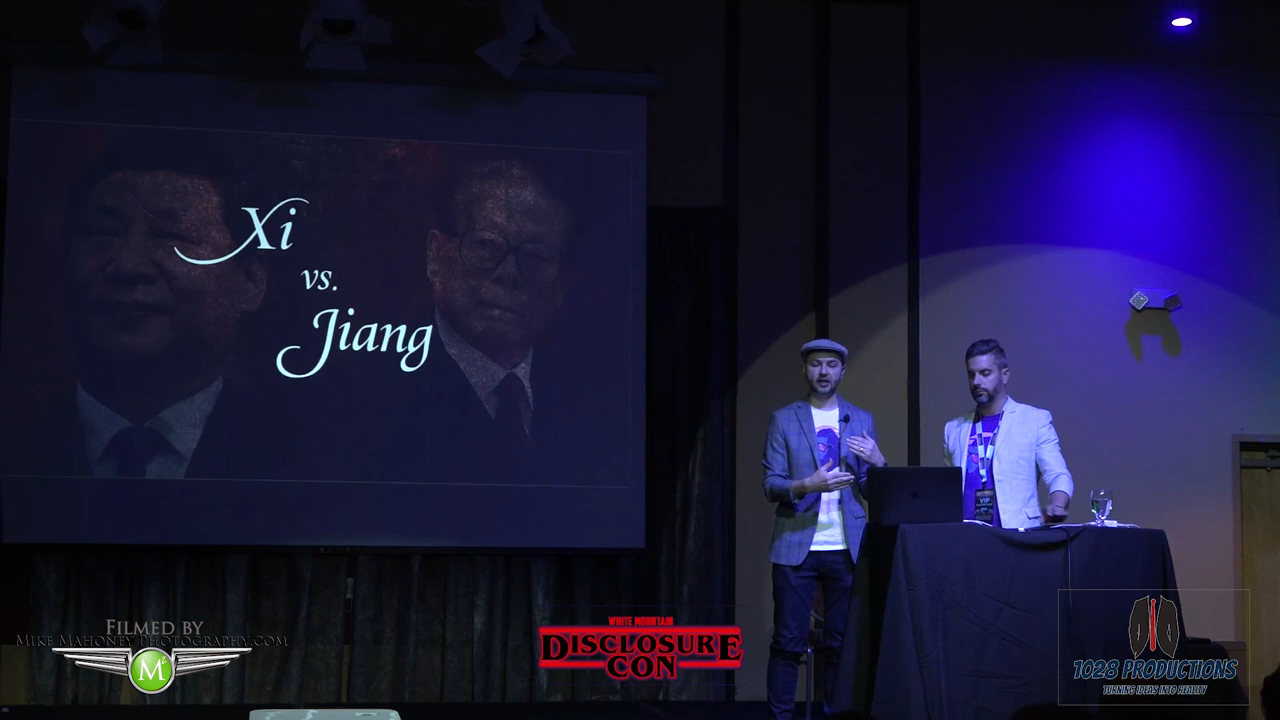 Xi
vs.
Jiang
VIP
FILMED BY
MIKE MAHONEY PHOTOGRAPHY.COM
M
WHITE MOUNTAIN
DISCLOSURE
CON
1028 PRODUCTIONS
TURNING IDEAS INTO REALITY